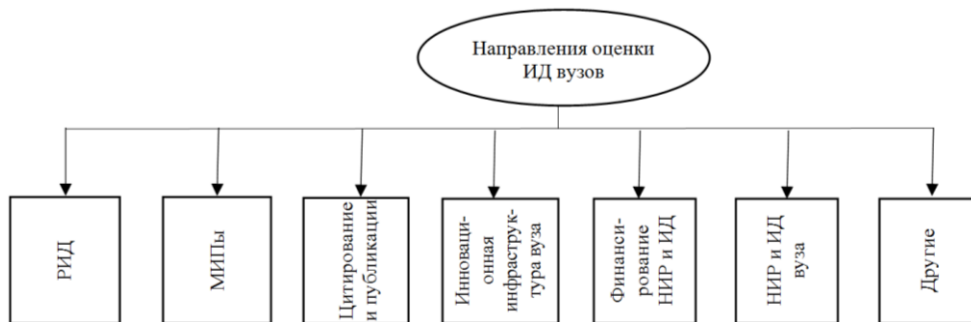 Направления оценки
ИД вузов
РИД
МИПы
Цитирование
и публикации
Инноваци-
онная
инфраструк-
тура вуза
Финанси-
рование
НИР и ИД
НИР и ИД
вуза
Другие